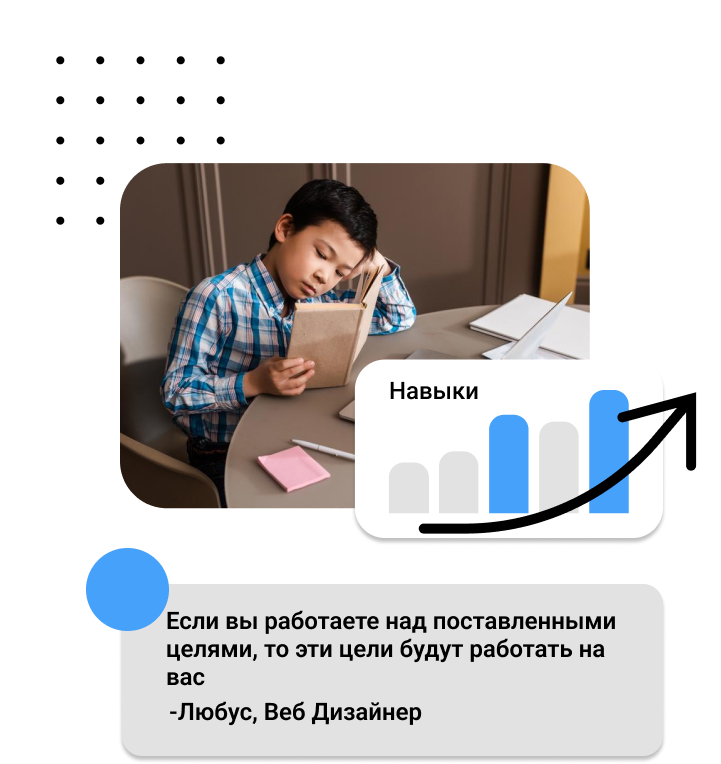 Навыки
Если вы работаете над поставленными
целями, то эти цели будут работать на
вас
-Любус, Веб Дизайнер